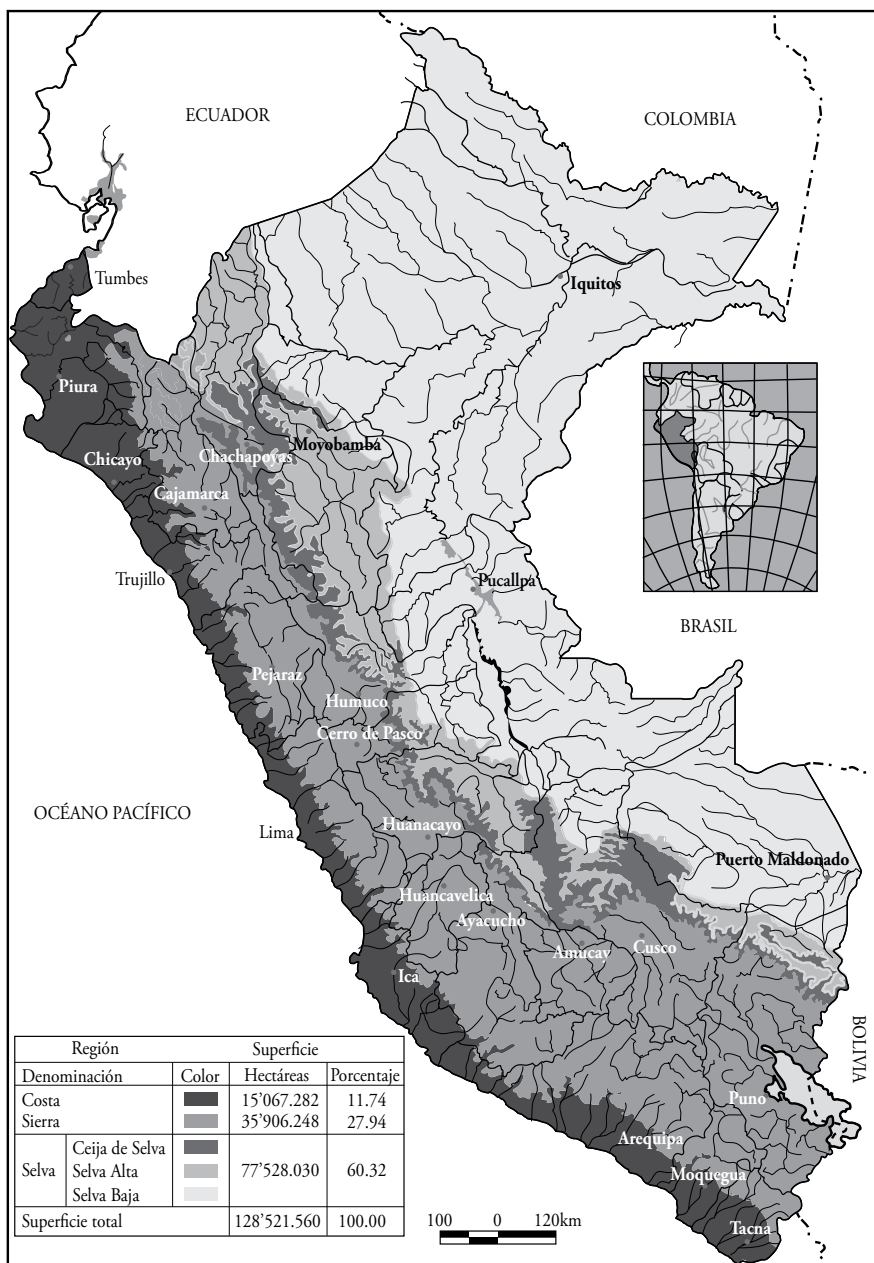 ECUADOR
COLOMBIA
Tumbes
Iquitos
Piura
Moyobamba
Chachapoyas
Chicayo
Cajamarca
Trujillo
Pucallpa
BRASIL
Pejaraz
Humuco
Cerro de Pasco
OCÉANO PACÍFICO
Lima
Huanacayo
Puerto Maldonado
Huancavelica
Ayacucho
Amucay
Cusco
Ica
BOLIVIA
Puno
Arequipa
Moquegua
Tacna
Región Superficie
Denominación Color Hectáreas Porcentaje
Costa 15’067.282 11.74
Sierra 35’906.248 27.94
Selva
Ceija de Selva
Selva Alta 77’528.030 60.32
Selva Baja
Superficie total 128’521.560 100.00
100 0 120km